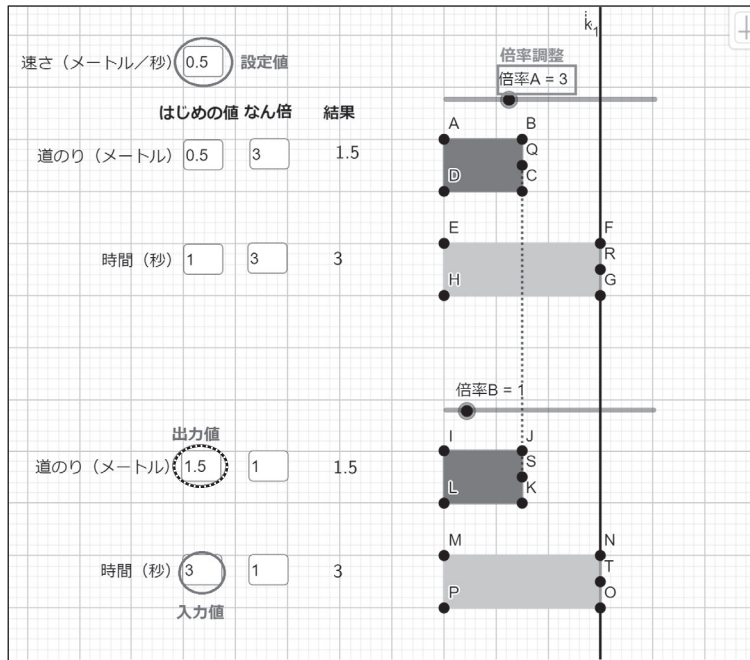 k₁
速さ（メートル／秒） 0.5 設定値
倍率調整
倍率A = 3
はじめの値 なん倍 結果
A B
道のり（メートル） 0.5 3 1.5
Q
D C
E F
時間（秒） 1 3 3
R
H G
倍率B = 1
出力値
I J
道のり（メートル） 1.5 1 1.5
S
L K
M N
時間（秒） 3 1 3
T
P O
入力値